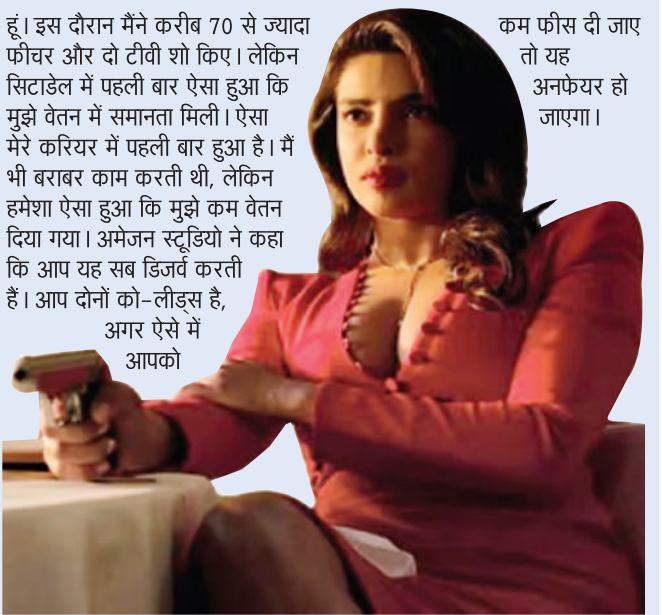 हूं। इस दौरान मैंने करीब 70 से ज्यादा
फीचर और दो टीवी शो किए। लेकिन
सिटाडेल में पहली बार ऐसा हुआ कि
मुझे वेतन में समानता मिली। ऐसा
मेरे करियर में पहली बार हुआ है। मैं
भी बराबर काम करती थी, लेकिन
हमेशा ऐसा हुआ कि मुझे कम वेतन
दिया गया। अमेजन स्टूडियो ने कहा
कि आप यह सब डिजर्व करती
हैं। आप दोनों को-लीड्स है,
अगर ऐसे में
आपको
कम फीस दी जाए
तो यह
अनफेयर हो
जाएगा।